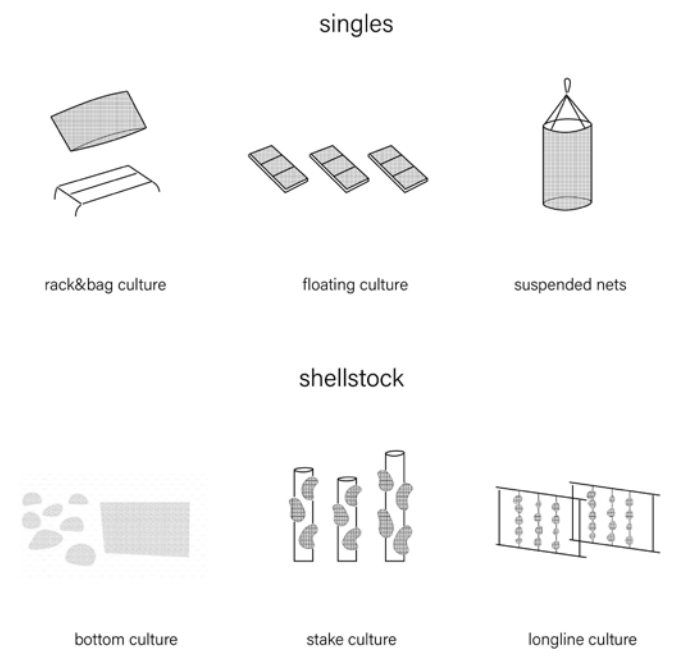 singles
rack&bag culture
floating culture
suspended nets
shellstock
bottom culture
stake culture
longline culture